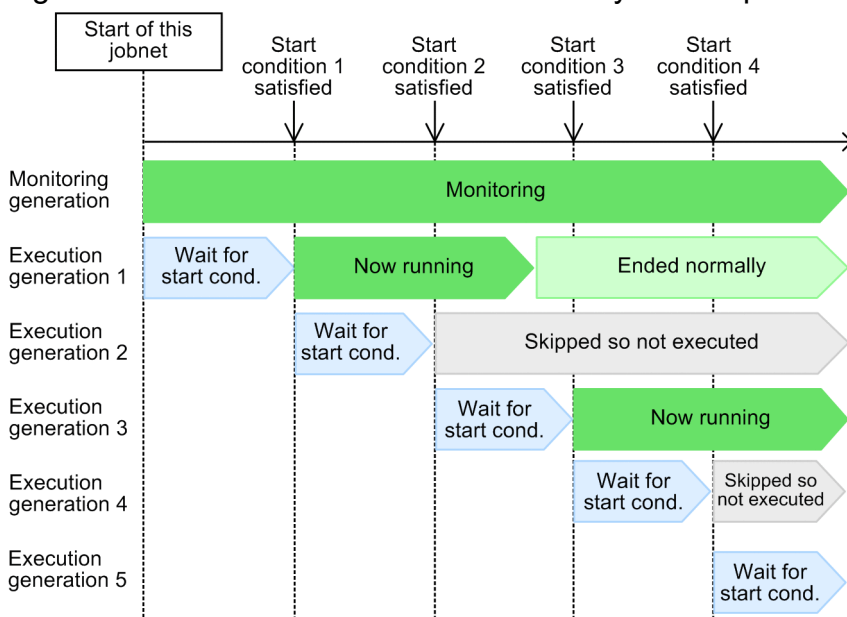 Start of this
jobnet
Start
condition 1
satisfied
Start
condition 2
satisfied
Start
condition 3
satisfied
Start
condition 4
satisfied
Monitoring
generation
Monitoring
Execution
generation 1
Wait for
start cond.
Now running
Ended normally
Execution
generation 2
Wait for
start cond.
Skipped so not executed
Execution
generation 3
Wait for
start cond.
Now running
Execution
generation 4
Wait for
start cond.
Skipped so
not executed
Execution
generation 5
Wait for
start cond.